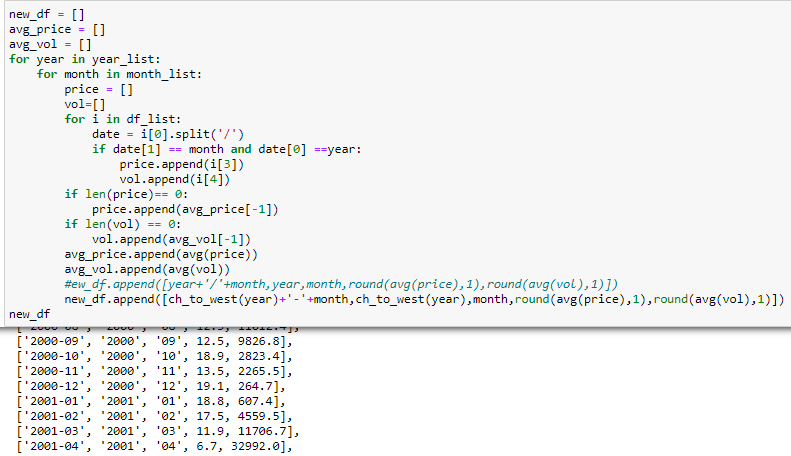 new_df = []
avg_price = []
avg_vol = []
for year in year_list:
    for month in month_list:
        price = []
        vol=[]
        for i in df_list:
            date = i[0].split('/')
            if date[1] == month and date[0] ==year:
                price.append(i[3])
                vol.append(i[4])
        if len(price)== 0:
            price.append(avg_price[-1])
        if len(vol) == 0:
            vol.append(avg_vol[-1])
        avg_price.append(avg(price))
        avg_vol.append(avg(vol))
        #ew_df.append([year+'/'+month,year,month,round(avg(price),1),round(avg(vol),1)])
        new_df.append([ch_to_west(year)+'-'+month,ch_to_west(year),month,round(avg(price),1),round(avg(vol),1)])
new_df
['2000-09', '2000', '09', 12.5, 9826.8],
['2000-10', '2000', '10', 18.9, 2823.4],
['2000-11', '2000', '11', 13.5, 2265.5],
['2000-12', '2000', '12', 19.1, 264.7],
['2001-01', '2001', '01', 18.8, 607.4],
['2001-02', '2001', '02', 17.5, 4559.5],
['2001-03', '2001', '03', 11.9, 11706.7],
['2001-04', '2001', '04', 6.7, 32992.0],